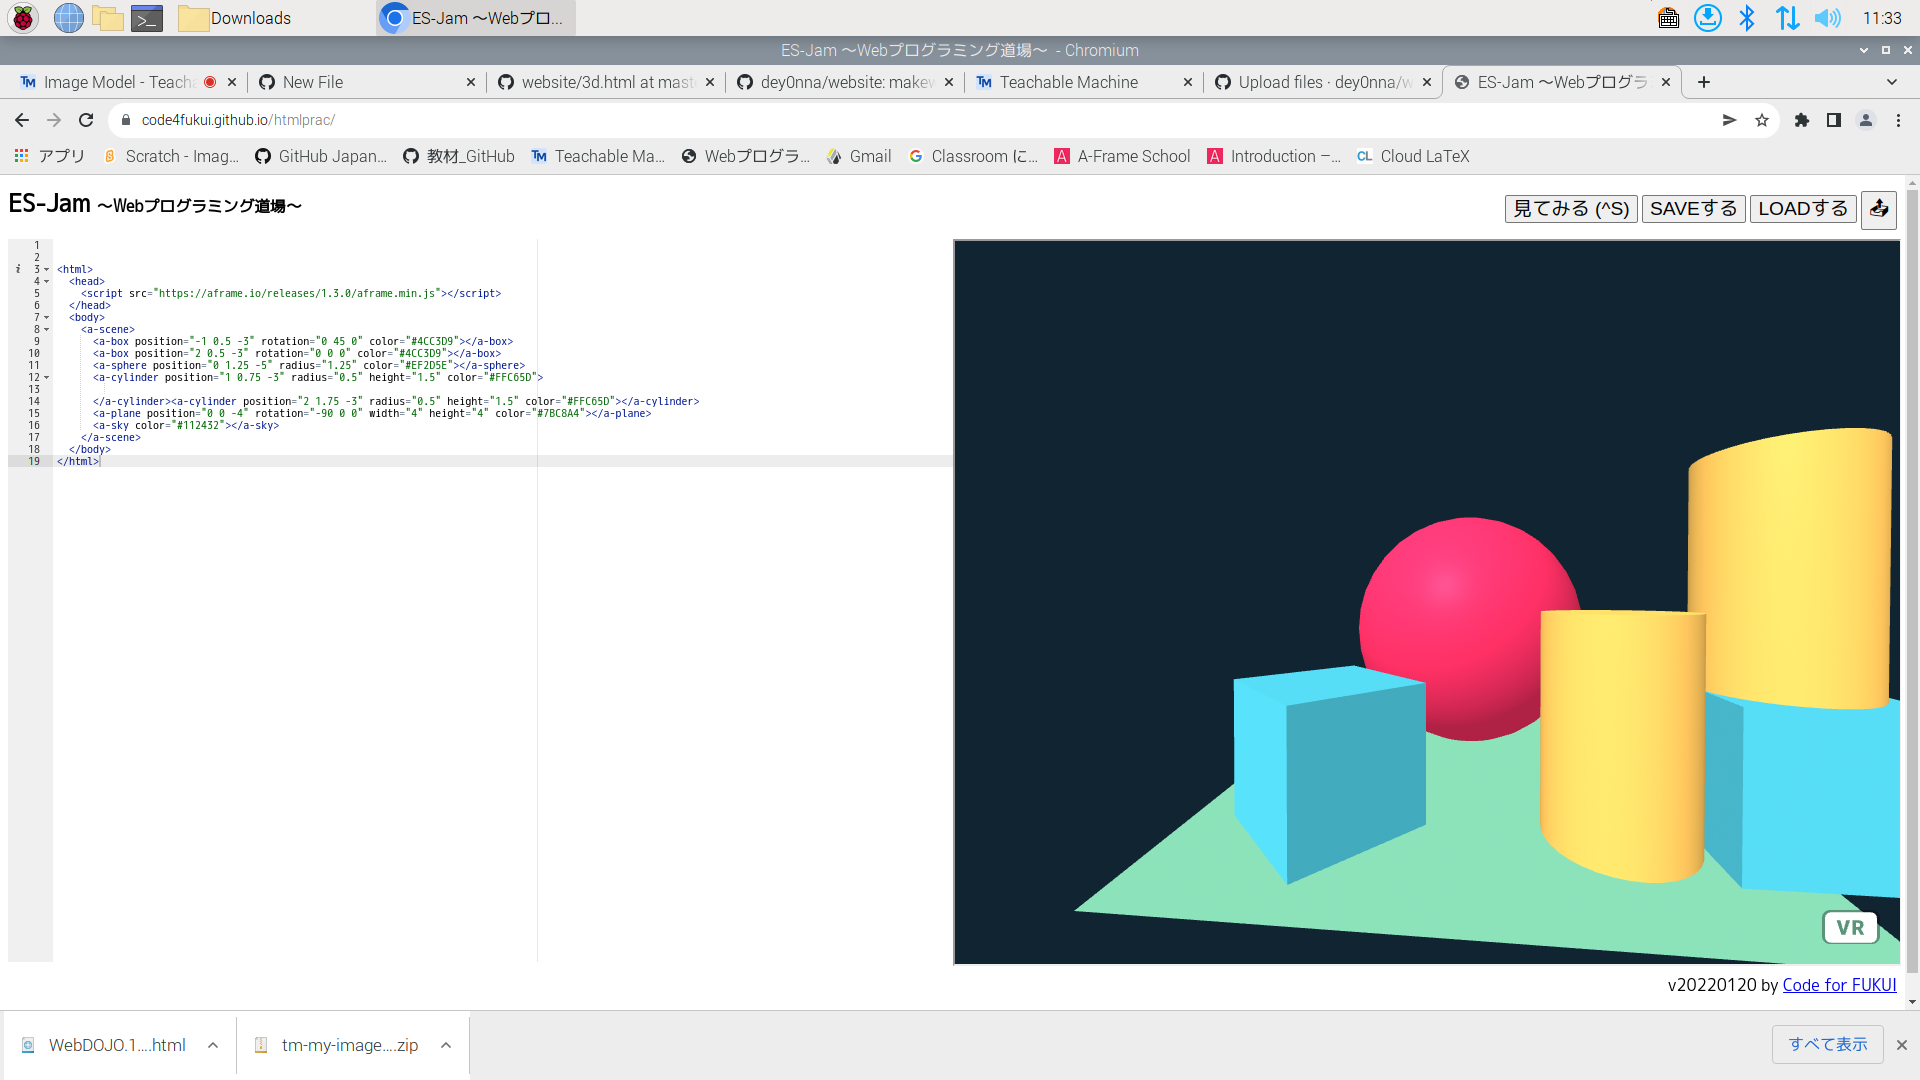 Downloads
ES-Jam 〜Webプロ...
11:33
ES-Jam 〜Webプログラミング道場〜 - Chromium
Image Model - Teacha
New File
website/3d.html at maste
dey0nna/website: makew
Teachable Machine
Upload files · dey0nna/w
ES-Jam 〜Webプログラ
code4fukui.github.io/htmlprac/
アプリ
Scratch - Imag...
GitHub Japan...
教材_GitHub
Teachable Ma...
Webプログラ...
Gmail
Classroom に...
A-Frame School
Introduction –...
Cloud LaTeX
ES-Jam 〜Webプログラミング道場〜
見てみる (^S)
SAVEする
LOADする
1
2
3 <html>
4 <head>
5 <script src="https://aframe.io/releases/1.3.0/aframe.min.js"></script>
6 </head>
7 <body>
8 <a-scene>
9 <a-box position="-1 0.5 -3" rotation="0 45 0" color="#4CC3D9"></a-box>
10 <a-box position="2 0.5 -3" rotation="0 0 0" color="#4CC3D9"></a-box>
11 <a-sphere position="0 1.25 -5" radius="1.25" color="#EF2D5E"></a-sphere>
12 <a-cylinder position="1 0.75 -3" radius="0.5" height="1.5" color="#FFC65D">
13
14 </a-cylinder><a-cylinder position="2 1.75 -3" radius="0.5" height="1.5" color="#FFC65D"></a-cylinder>
15 <a-plane position="0 0 -4" rotation="-90 0 0" width="4" height="4" color="#7BC8A4"></a-plane>
16 <a-sky color="#112432"></a-sky>
17 </a-scene>
18 </body>
19 </html>
VR
v20220120 by Code for FUKUI
WebDOJO.1....html
tm-my-image....zip
すべて表示